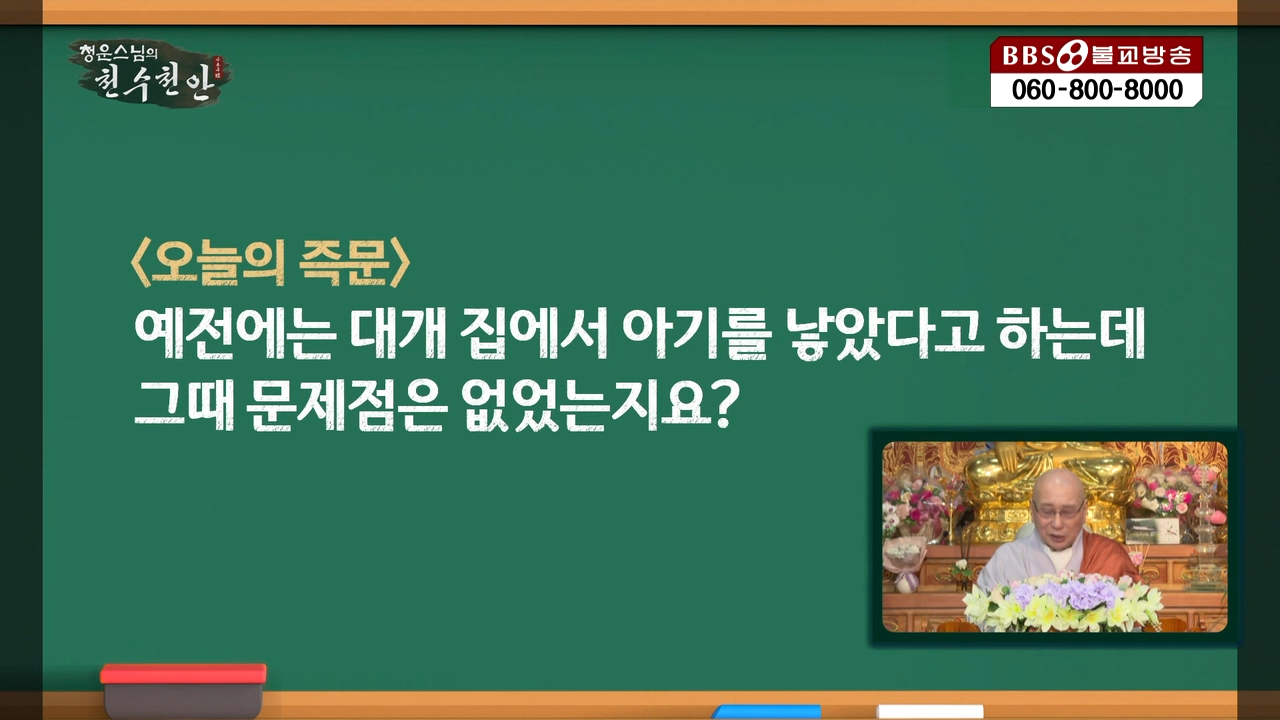 청운스님의
천수천안
BBS 불교방송
060-800-8000
〈오늘의 즉문〉
예전에는 대개 집에서 아기를 낳았다고 하는데
그때 문제점은 없었는지요?